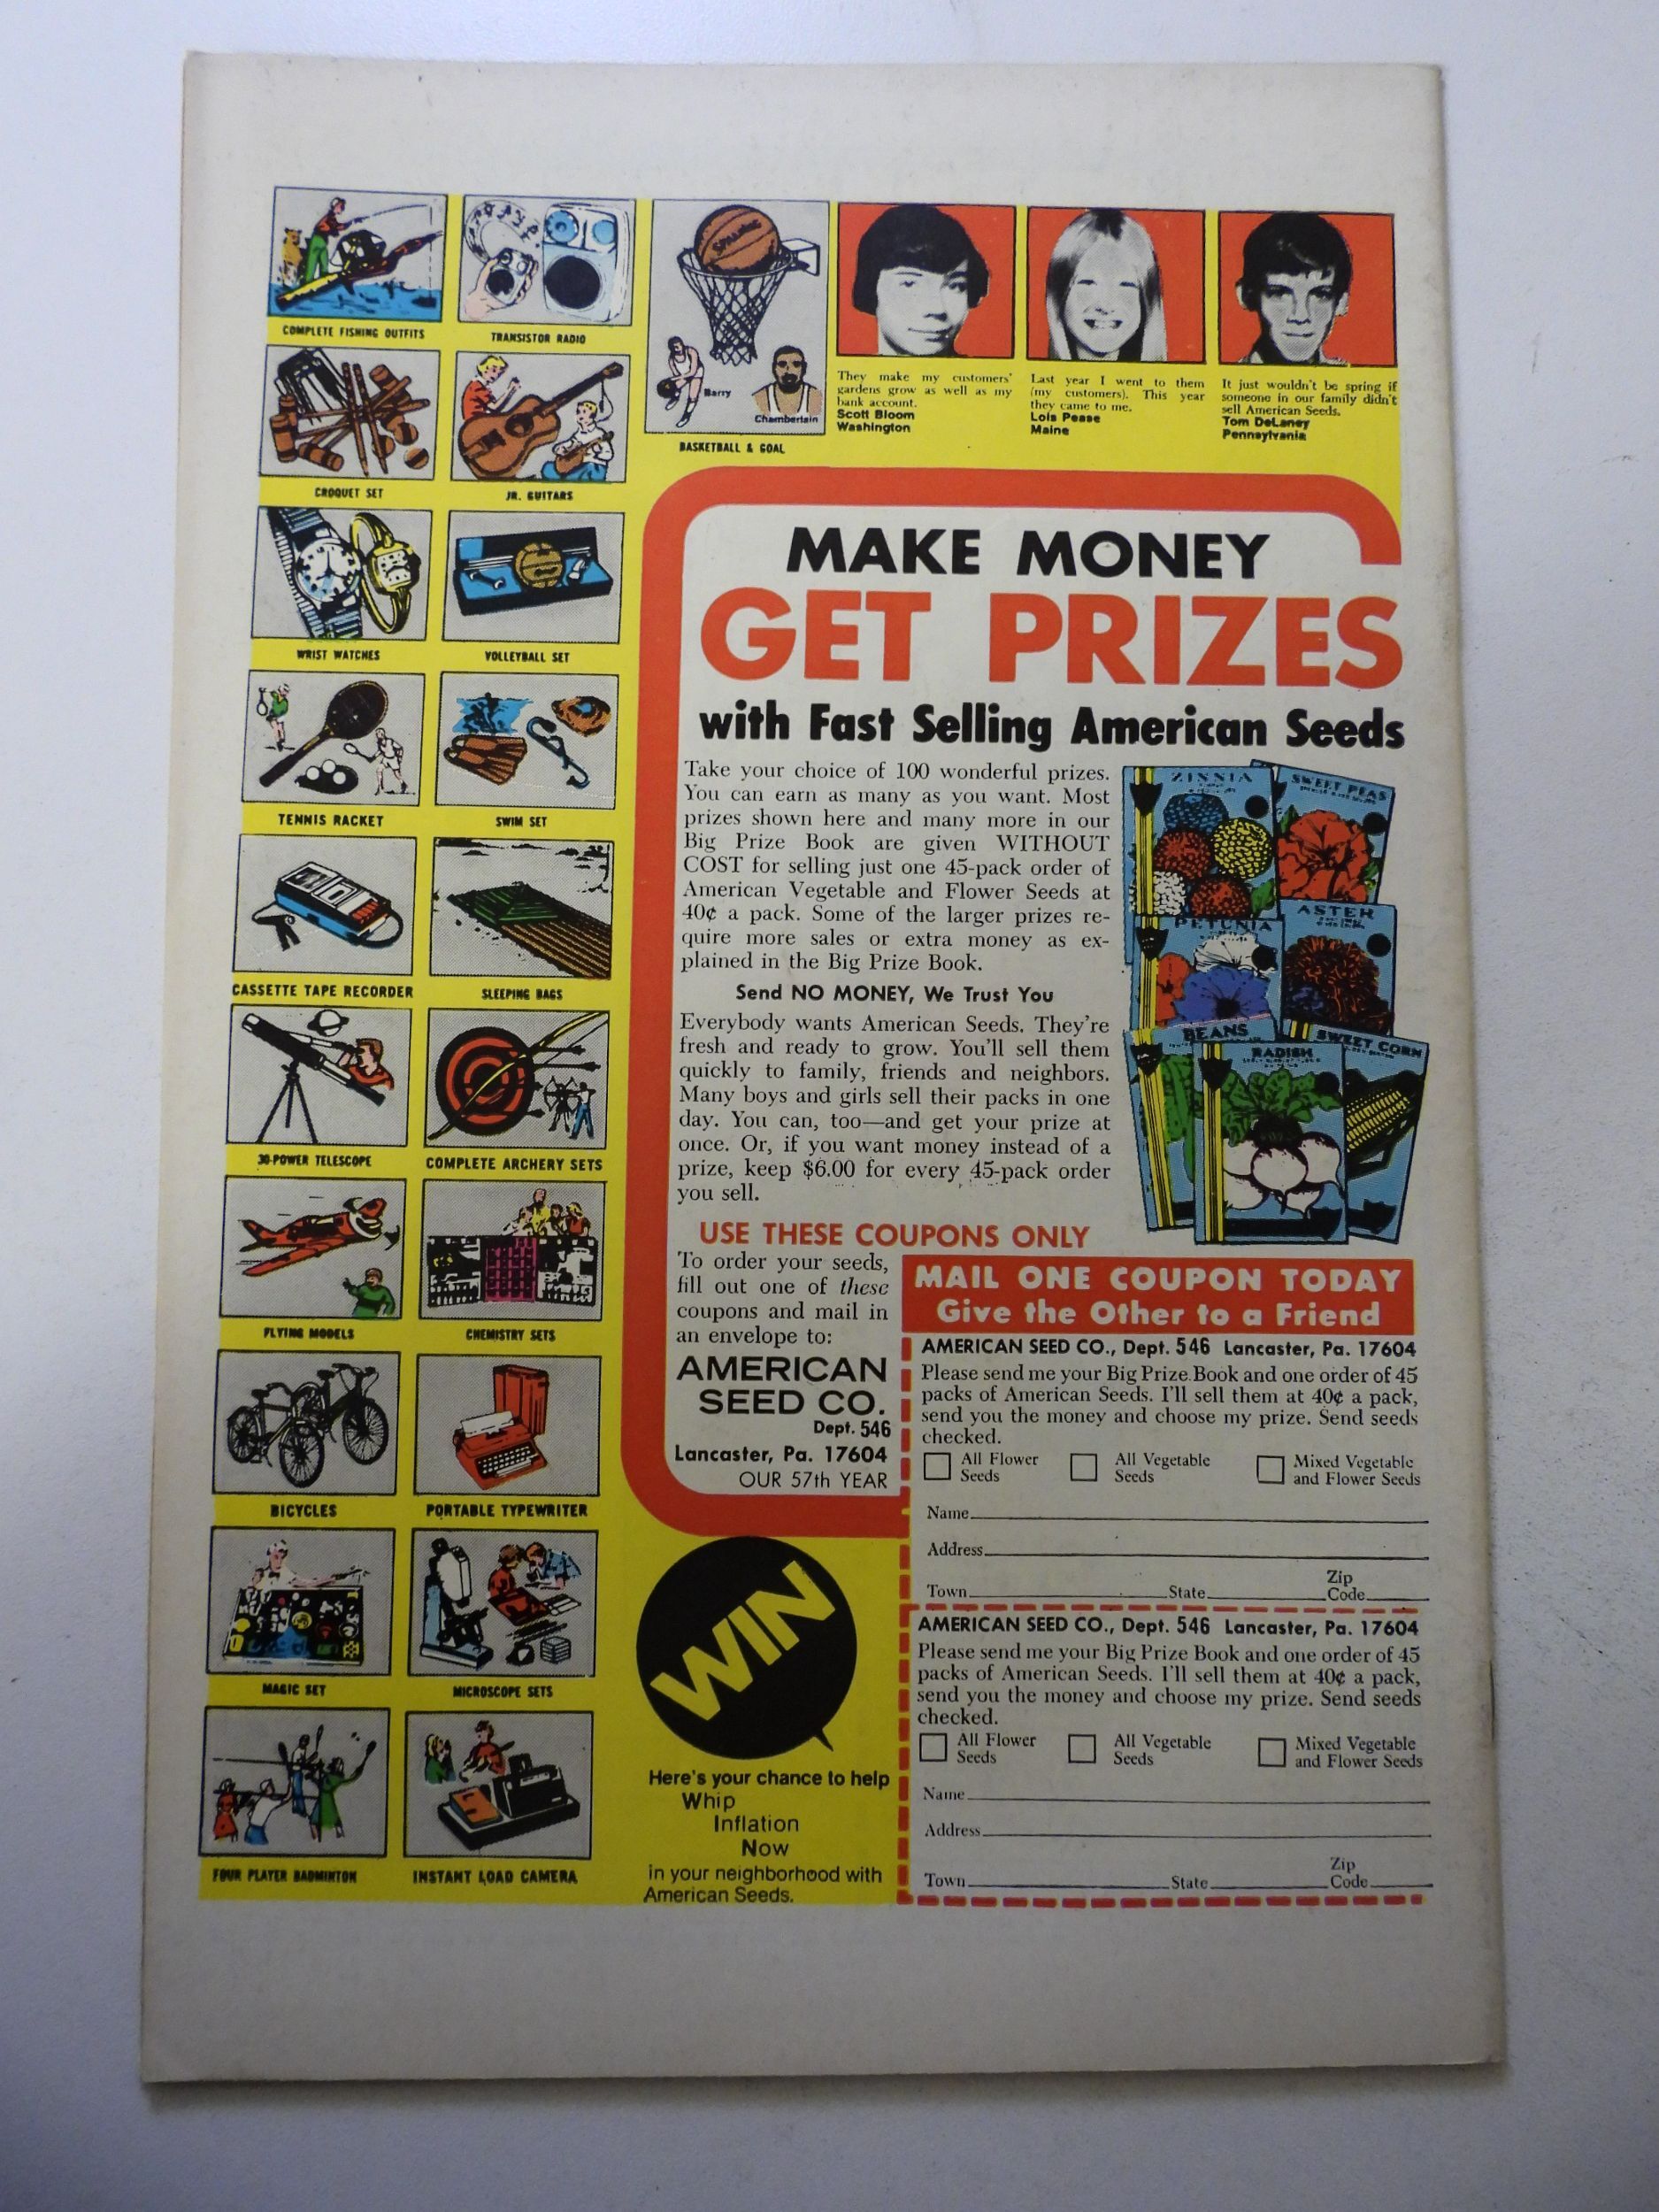 COMPLETE FISHING OUTFITS
TRANSISTOR RADIO
SPALDING
Barry
Chamberlain
BASKETBALL & GOAL
CROQUET SET
JR. GUITARS
WRIST WATCHES
VOLLEYBALL SET
TENNIS RACKET
SWIM SET
CASSETTE TAPE RECORDER
SLEEPING BAGS
30-POWER TELESCOPE
COMPLETE ARCHERY SETS
FLYING MODELS
CHEMISTRY SETS
BICYCLES
PORTABLE TYPEWRITER
MAGIC SET
MICROSCOPE SETS
FOUR PLAYER BADMINTON
INSTANT LOAD CAMERA
They make my customers'
gardens grow as well as my
bank account.
Scott Bloom
Washington
Last year I went to them
(my customers). This year
they came to me.
Lois Pease
Maine
It just wouldn't be spring if
someone in our family didn't
sell American Seeds.
Tom DeLaney
Pennsylvania
MAKE MONEY
GET PRIZES
with Fast Selling American Seeds
Take your choice of 100 wonderful prizes.
You can earn as many as you want. Most
prizes shown here and many more in our
Big Prize Book are given WITHOUT
COST for selling just one 45-pack order of
American Vegetable and Flower Seeds at
40¢ a pack. Some of the larger prizes re-
quire more sales or extra money as ex-
plained in the Big Prize Book.
Send NO MONEY, We Trust You
Everybody wants American Seeds. They're
fresh and ready to grow. You'll sell them
quickly to family, friends and neighbors.
Many boys and girls sell their packs in one
day. You can, too—and get your prize at
once. Or, if you want money instead of a
prize, keep $6.00 for every 45-pack order
you sell.
ZINNIA
SWEET PEAS
PETUNIA
ASTER
BEANS
RADISH
SWEET CORN
USE THESE COUPONS ONLY
To order your seeds,
fill out one of these
coupons and mail in
an envelope to:
AMERICAN
SEED CO.
Dept. 546
Lancaster, Pa. 17604
OUR 57th YEAR
MAIL ONE COUPON TODAY
Give the Other to a Friend
AMERICAN SEED CO., Dept. 546 Lancaster, Pa. 17604
Please send me your Big Prize Book and one order of 45
packs of American Seeds. I'll sell them at 40¢ a pack,
send you the money and choose my prize. Send seeds
checked.
All Flower Seeds
All Vegetable Seeds
Mixed Vegetable and Flower Seeds
Name
Address
Town State Zip Code
AMERICAN SEED CO., Dept. 546 Lancaster, Pa. 17604
Please send me your Big Prize Book and one order of 45
packs of American Seeds. I'll sell them at 40¢ a pack,
send you the money and choose my prize. Send seeds
checked.
All Flower Seeds
All Vegetable Seeds
Mixed Vegetable and Flower Seeds
Name
Address
Town State Zip Code
WIN
Here's your chance to help
Whip
Inflation
Now
in your neighborhood with
American Seeds.